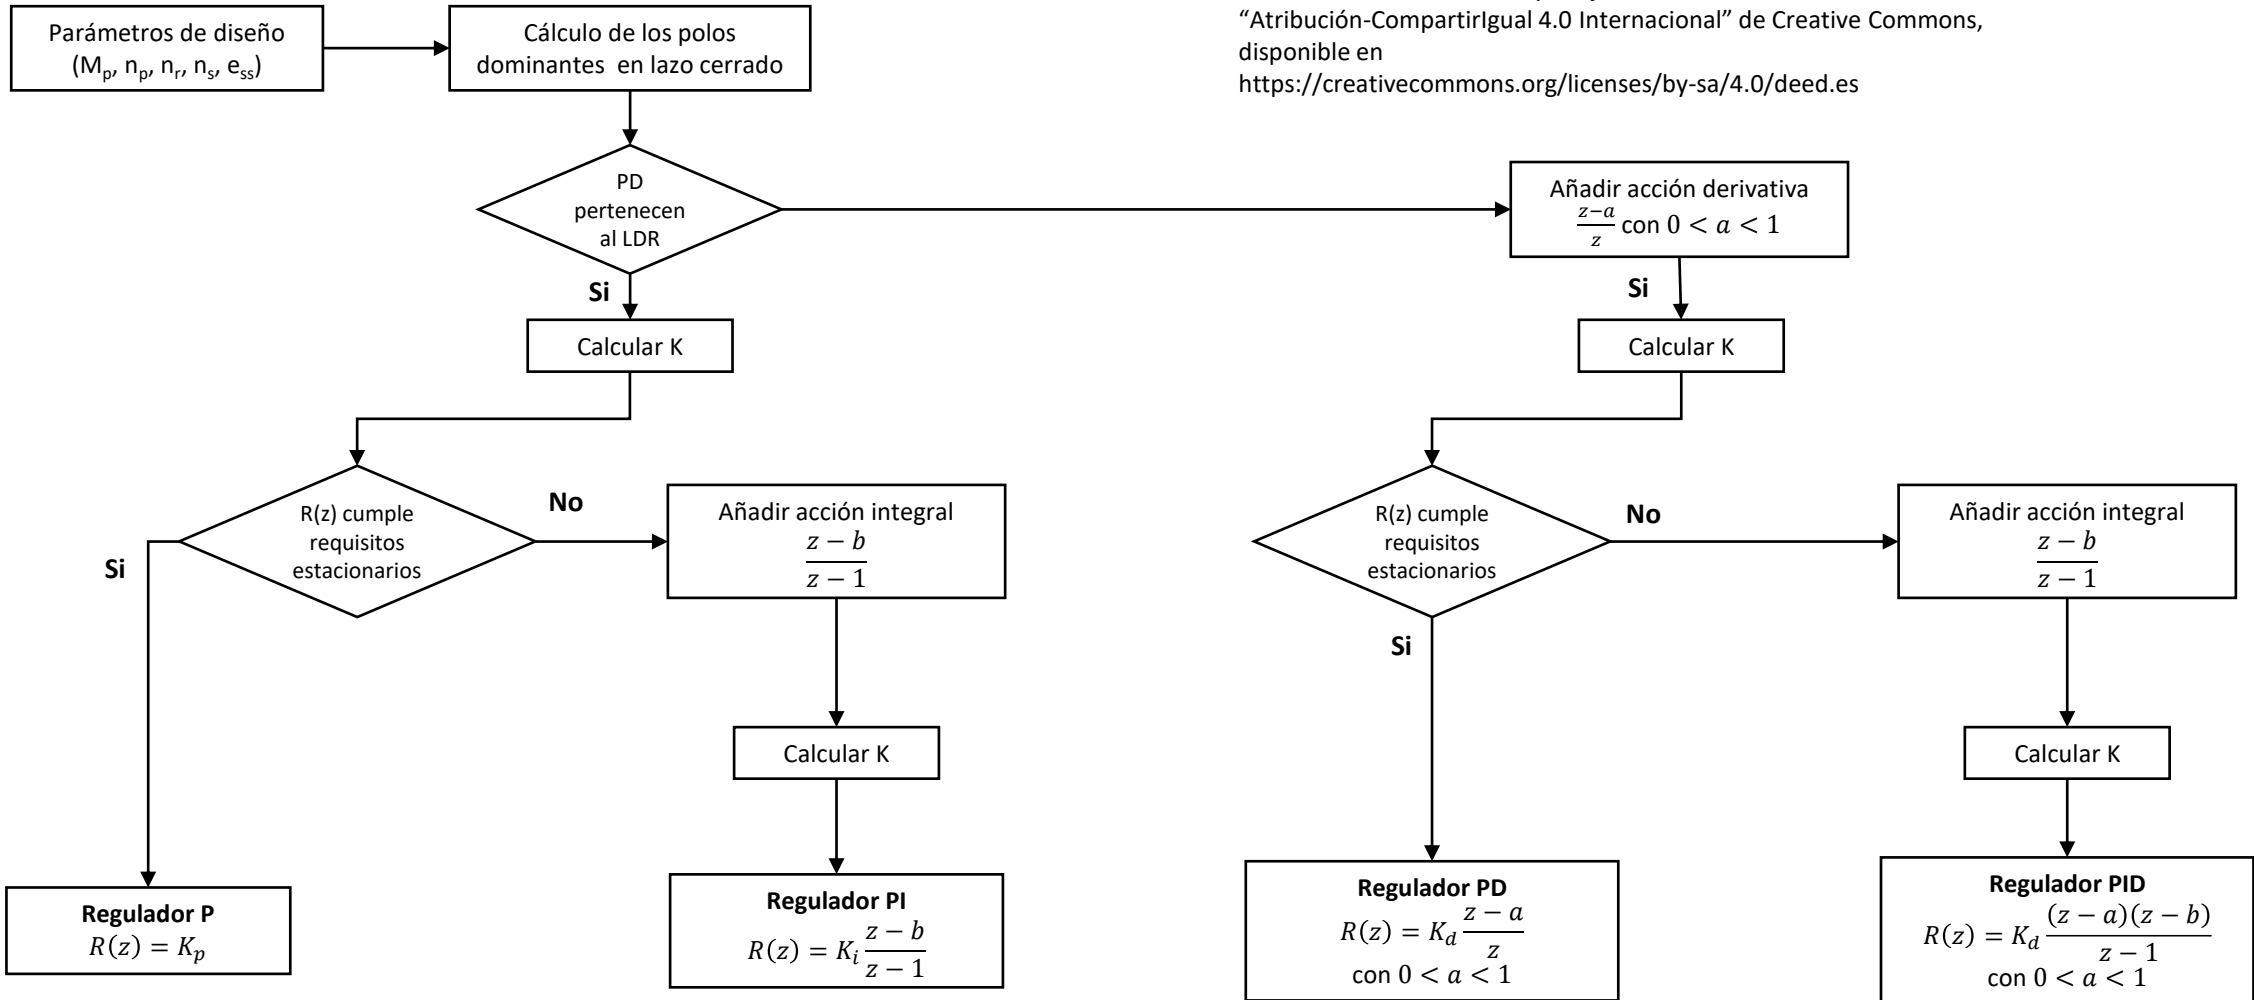 “Atribución-CompartirIgual 4.0 Internacional” de Creative Commons,
disponible en
https://creativecommons.org/licenses/by-sa/4.0/deed.es
Parámetros de diseño
(Mp, np, nr, ns, ess)
Cálculo de los polos
dominantes en lazo cerrado
PD
pertenecen
al LDR
Añadir acción derivativa
z−a/z con 0 < a < 1
Si
Calcular K
Si
Calcular K
R(z) cumple
requisitos
estacionarios
No
Si
Añadir acción integral
z − b
z − 1
Calcular K
R(z) cumple
requisitos
estacionarios
No
Si
Añadir acción integral
z − b
z − 1
Calcular K
Regulador P
R(z) = Kp
Regulador PI
R(z) = Ki z − b / z − 1
Regulador PD
R(z) = Kd z − a / z
con 0 < a < 1
Regulador PID
R(z) = Kd (z − a)(z − b) / z − 1
con 0 < a < 1